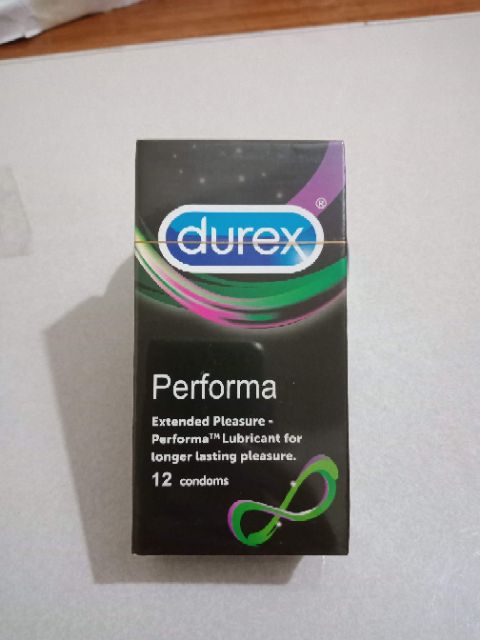 durex®
Performa
Extended Pleasure -
Performa™ Lubricant for
longer lasting pleasure.
12 condoms